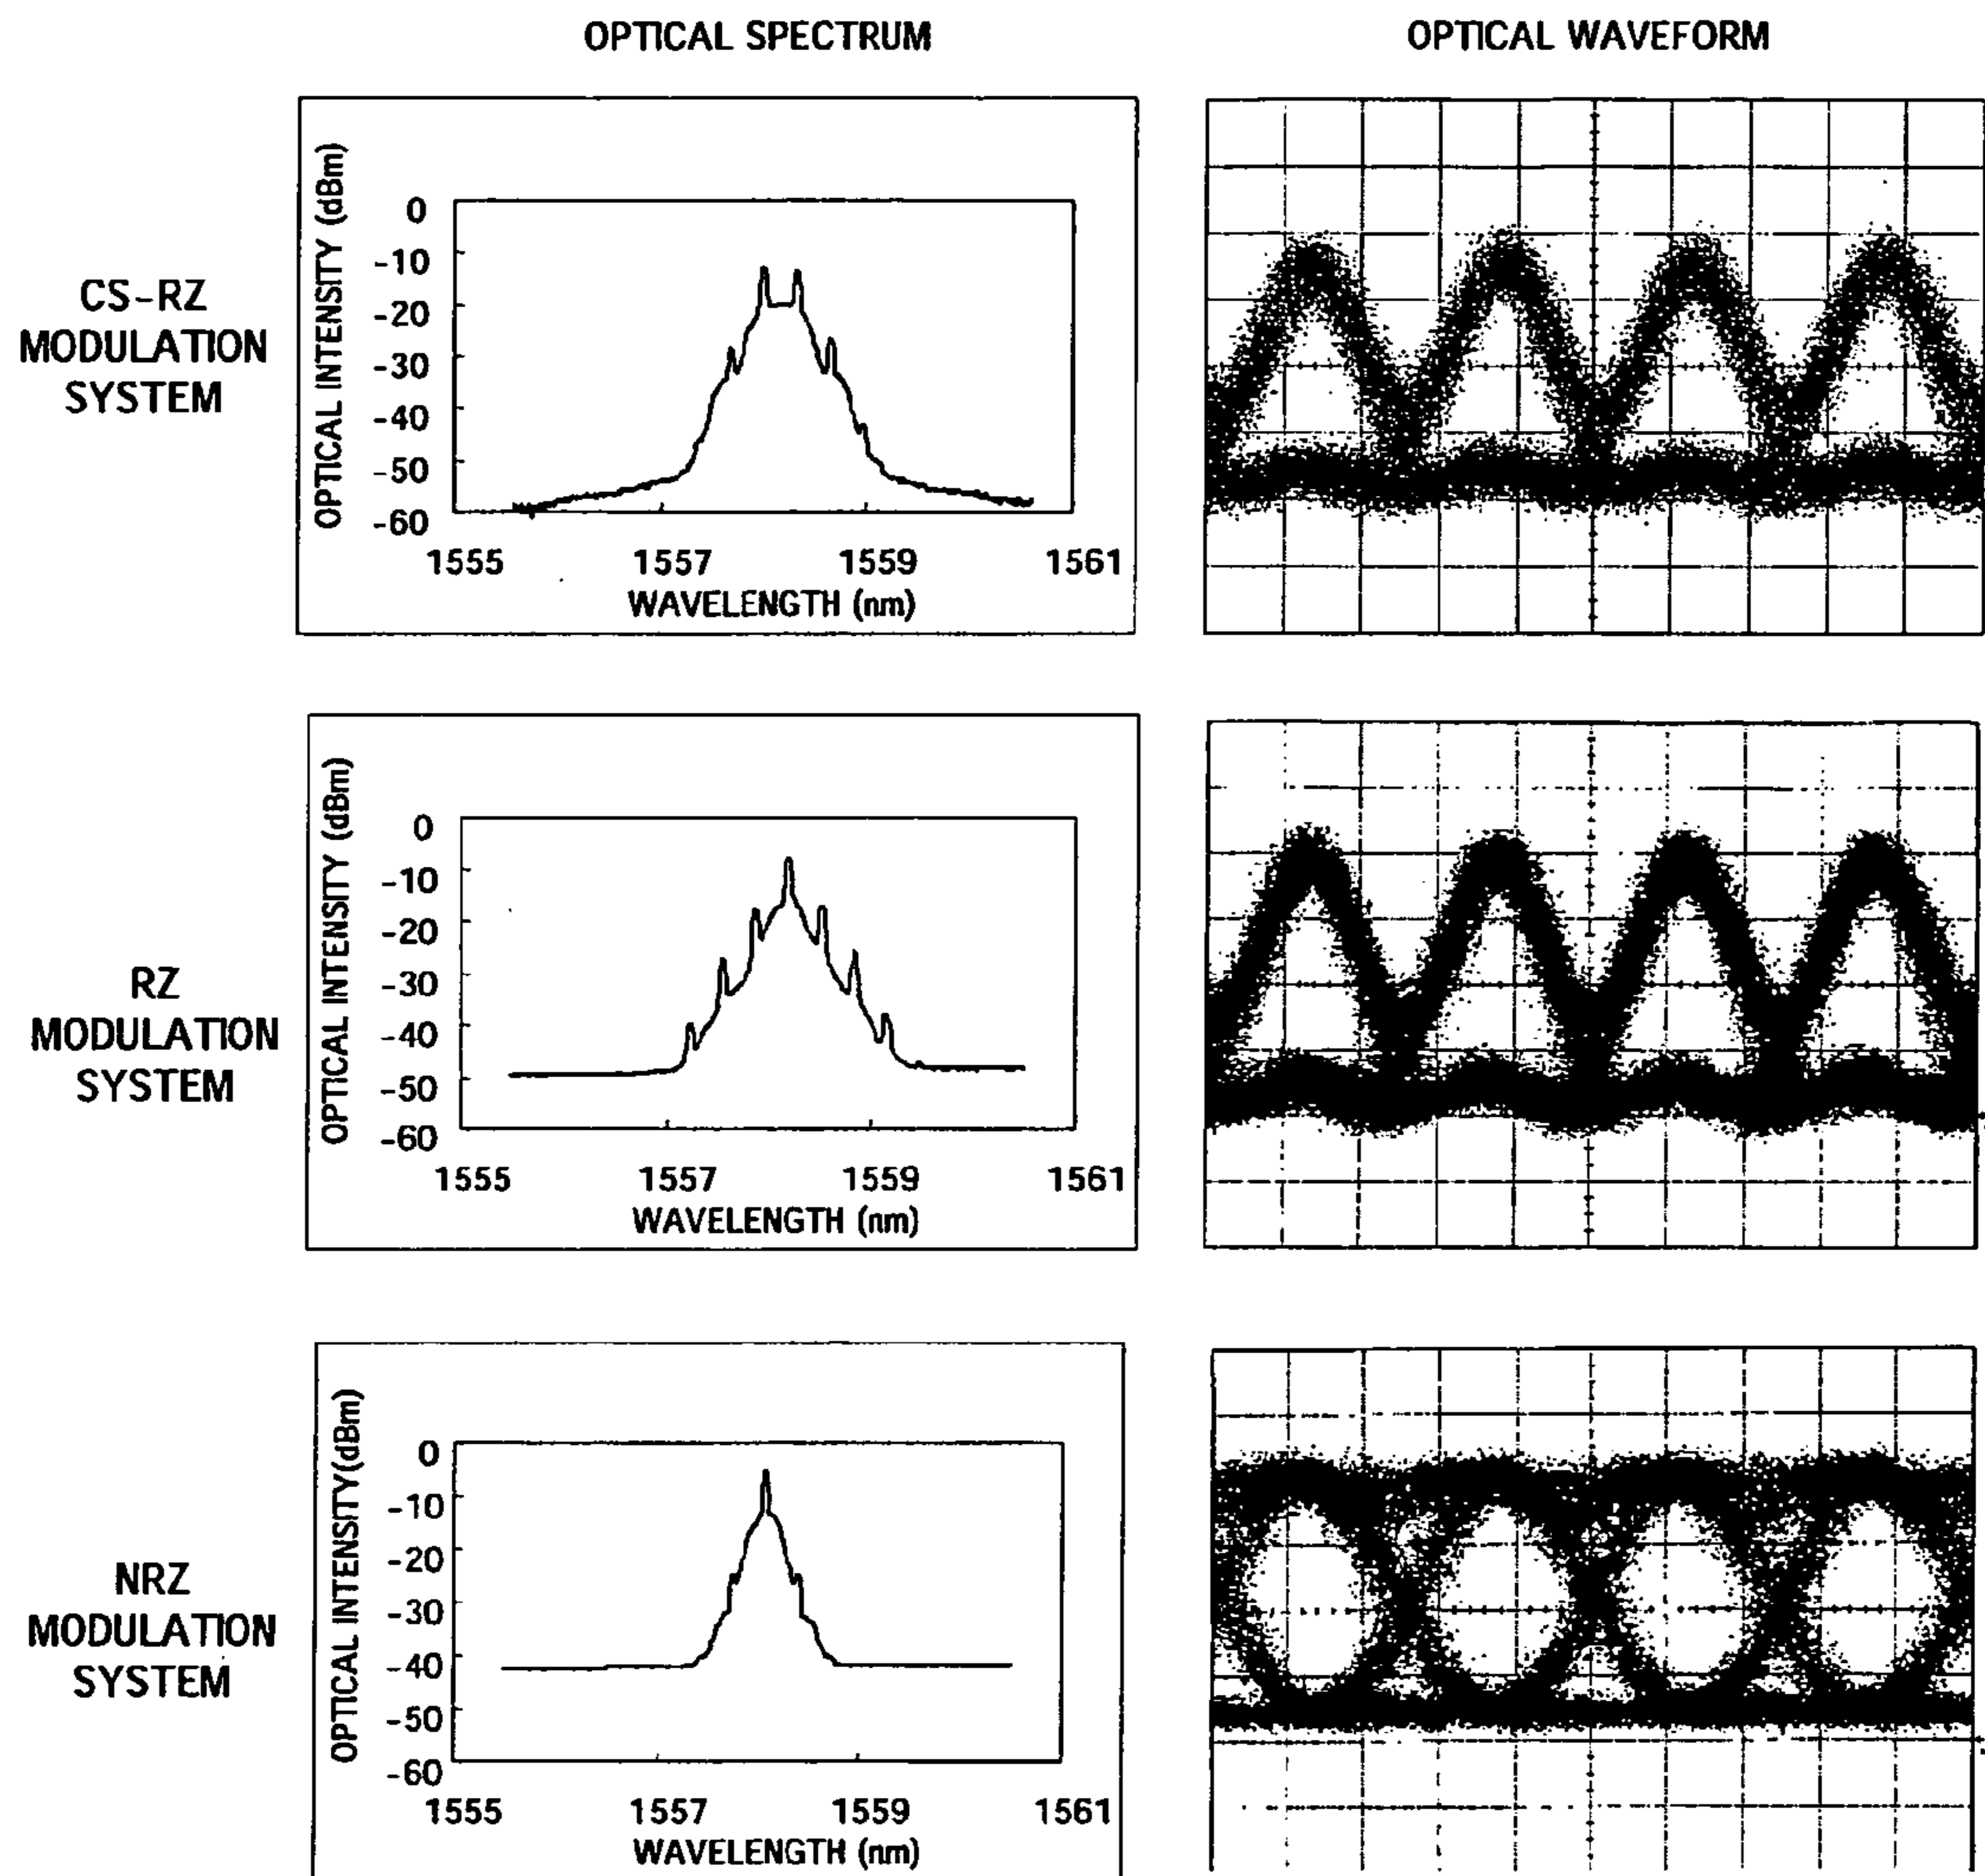 OPTICAL SPECTRUM
OPTICAL WAVEFORM
CS-RZ
MODULATION
SYSTEM
OPTICAL INTENSITY (dBm)
0
-10
-20
-30
-40
-50
-60
1555 1557 1559 1561
WAVELENGTH (nm)
RZ
MODULATION
SYSTEM
OPTICAL INTENSITY (dBm)
0
-10
-20
-30
-40
-50
-60
1555 1557 1559 1561
WAVELENGTH (nm)
NRZ
MODULATION
SYSTEM
OPTICAL INTENSITY(dBm)
0
-10
-20
-30
-40
-50
-60
1555 1557 1559 1561
WAVELENGTH (nm)